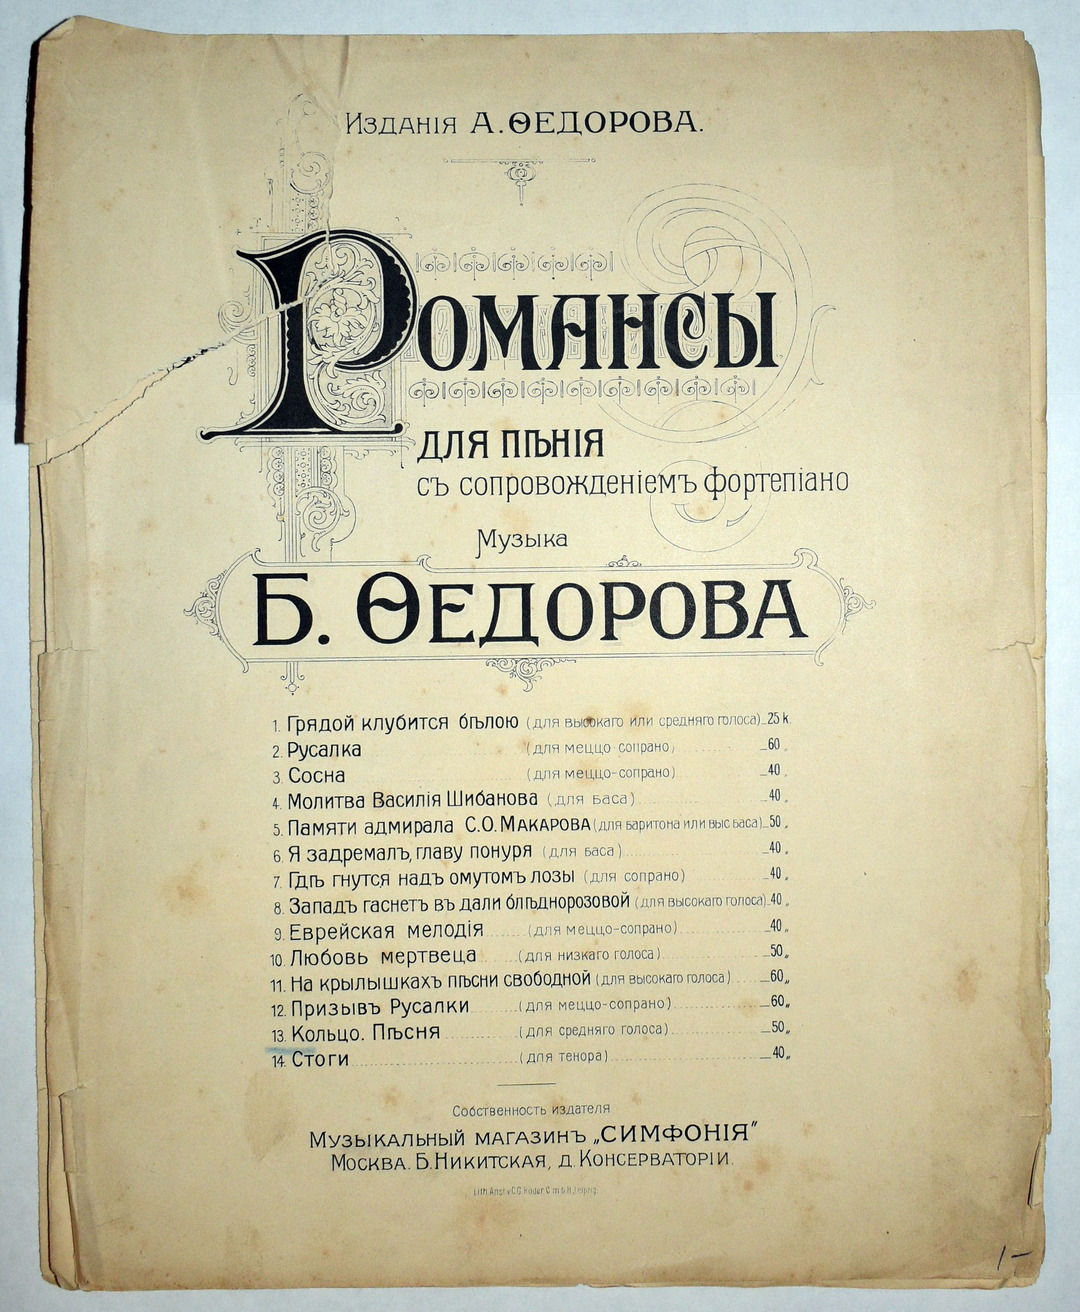 Изданія А. Ѳедорова.
Романсы
для пѣнія
съ сопровожденіемъ фортепіано
Музыка
Б. Ѳедорова
1. Грядой клубится бѣлою (для высокаго или средняго голоса) 25 к
2. Русалка (для меццо-сопрано) 60 „
3. Сосна (для меццо-сопрано) 40 „
4. Молитва Василія Шибанова (для баса) 40 „
5. Памяти адмирала С.О. Макарова (для баритона или выс баса) 50 „
6. Я задремалъ, главу понуря (для баса) 40 „
7. Гдѣ гнутся надъ омутомъ лозы (для сопрано) 40 „
8. Западъ гаснетъ въ дали блѣднорозовой (для высокаго голоса) 40 „
9. Еврейская мелодія (для меццо-сопрано) 40 „
10. Любовь мертвеца (для низкаго голоса) 50 „
11. На крылышкахъ пѣсни свободной (для высокаго голоса) 60 „
12. Призывъ Русалки (для меццо-сопрано) 60 „
13. Кольцо. Пѣсня (для средняго голоса) 50 „
14. Стоги (для тенора) 40 „
Собственность издателя
Музыкальный магазинъ „СИМФОНІЯ"
Москва. Б. Никитская, д. Консерваторіи.
Lith. Anst. v. C.G. Röder G.m.b.H., Leipzig.
1-